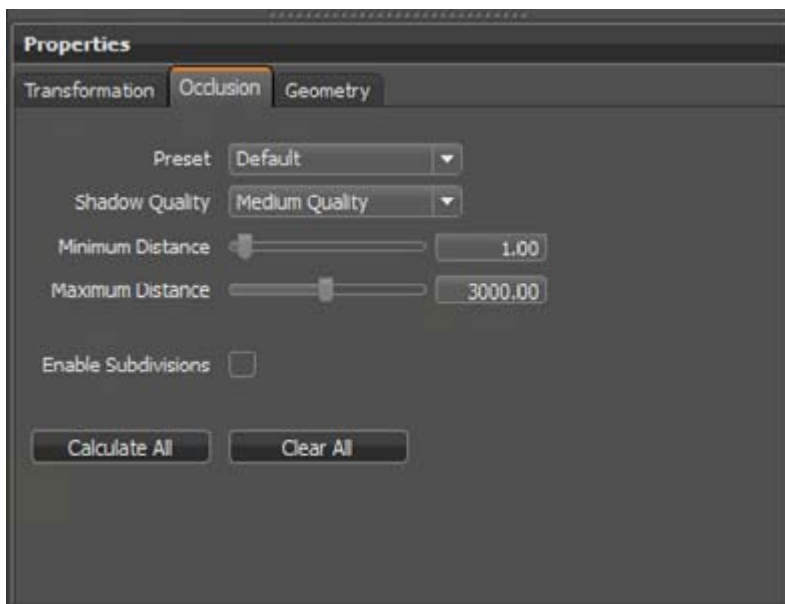 Properties
Transformation Occlusion Geometry
Preset Default
Shadow Quality Medium Quality
Minimum Distance 1.00
Maximum Distance 3000.00
Enable Subdivisions
Calculate All Clear All